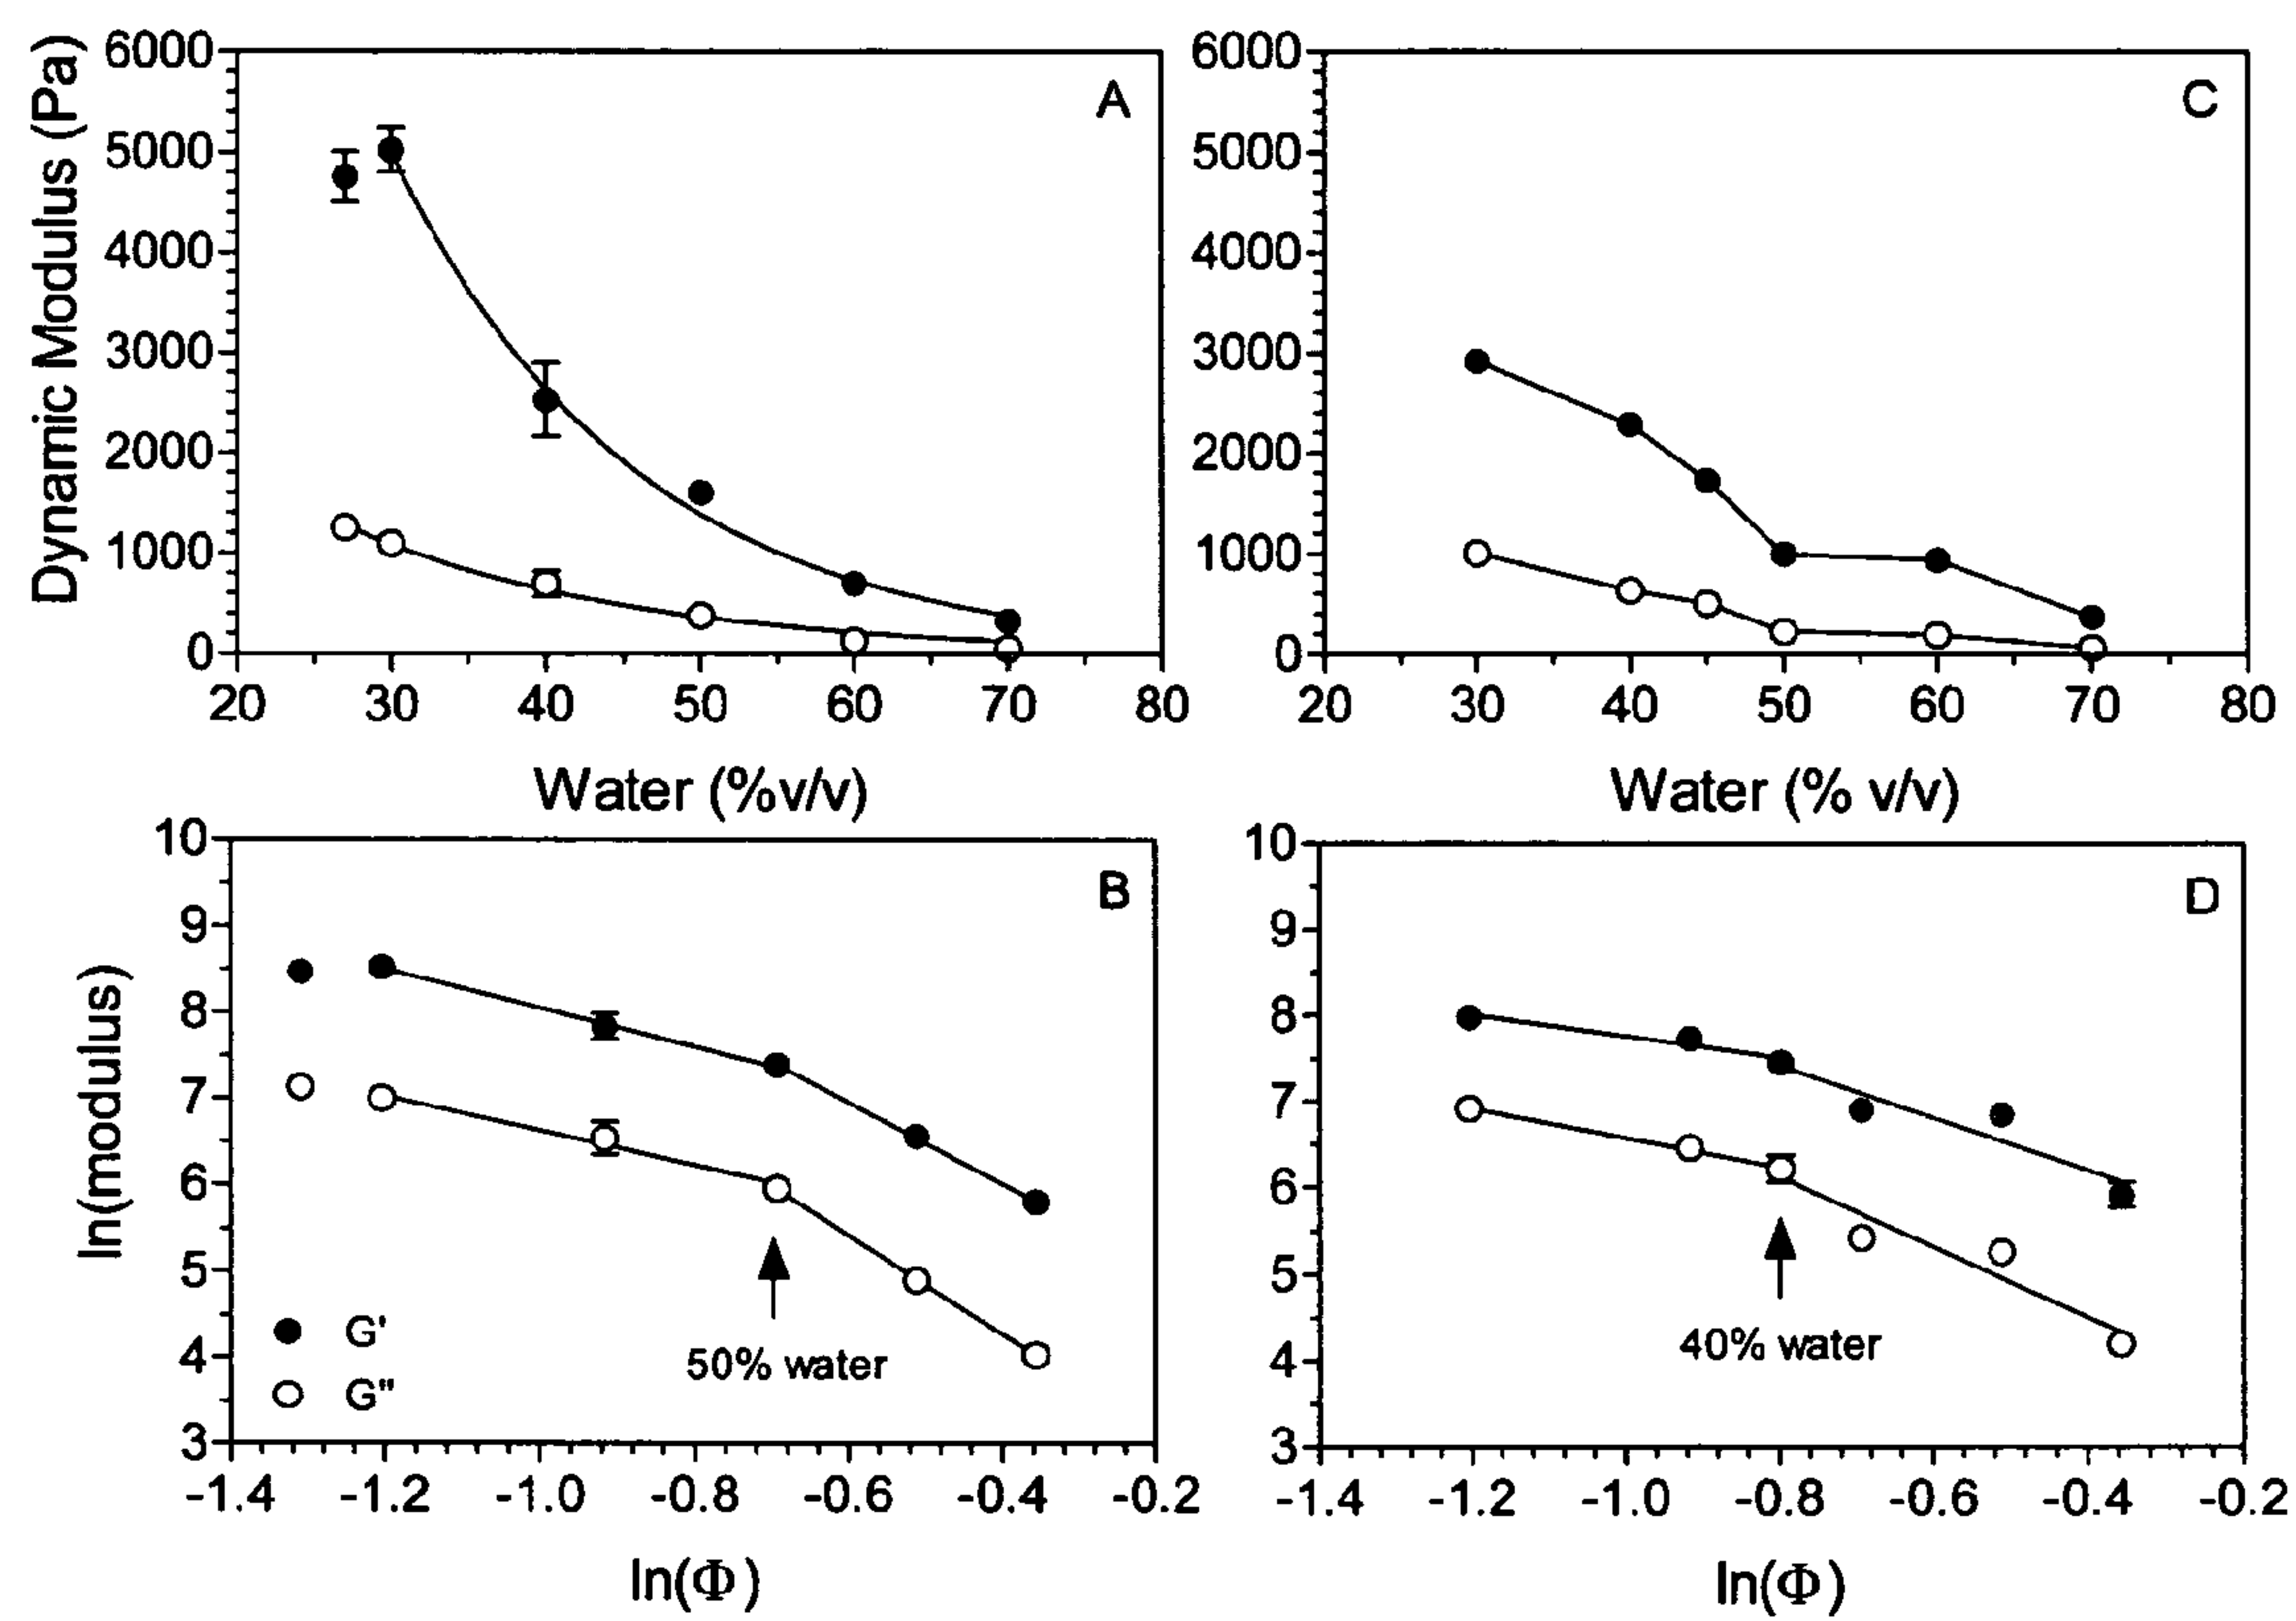 Dynamic Modulus (Pa)
6000
5000
4000
3000
2000
1000
0
A
20 30 40 50 60 70 80
Water (%v/v)
6000
5000
4000
3000
2000
1000
0
C
20 30 40 50 60 70 80
Water (% v/v)
ln(modulus)
10
9
8
7
6
5
4
3
B
50% water
G'
G"
-1.4 -1.2 -1.0 -0.8 -0.6 -0.4 -0.2
ln(Φ)
10
9
8
7
6
5
4
3
D
40% water
-1.4 -1.2 -1.0 -0.8 -0.6 -0.4 -0.2
ln(Φ)